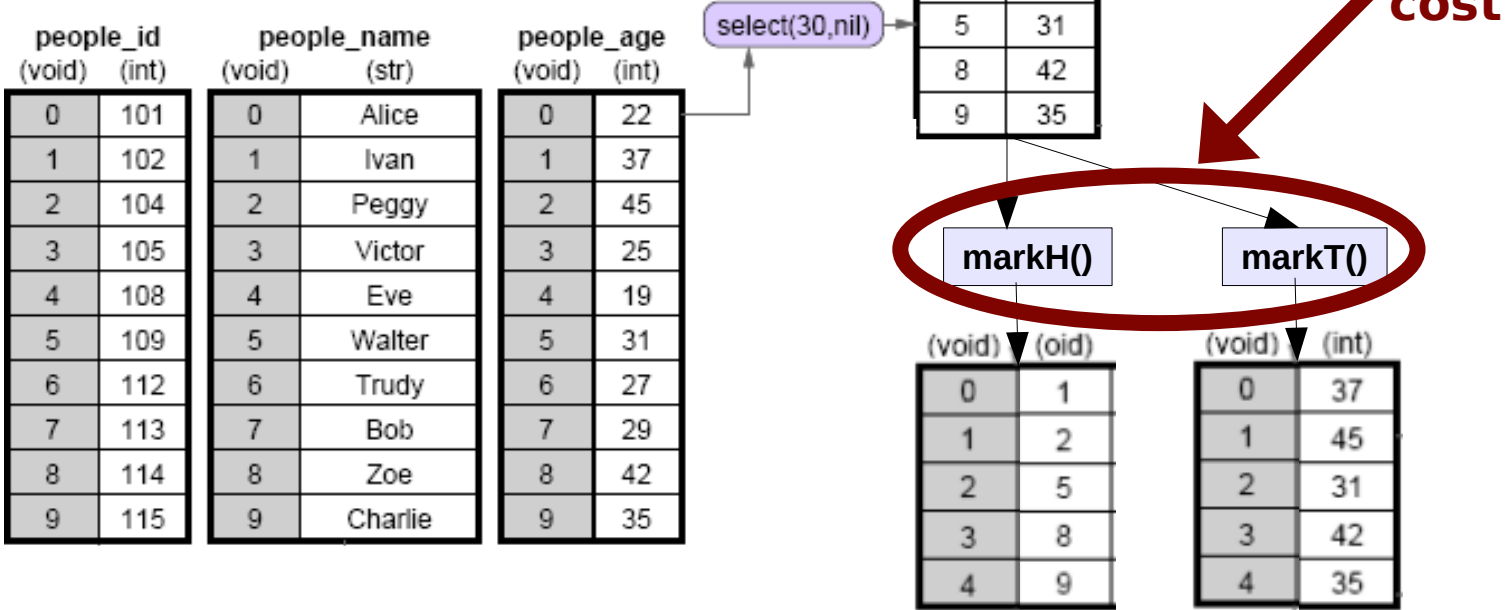 cost
select(30,nil)
5 31
8 42
9 35
people_id people_name people_age
(void) (int) (void) (str) (void) (int)
0 101 0 Alice 0 22
1 102 1 Ivan 1 37
2 104 2 Peggy 2 45
3 105 3 Victor 3 25
4 108 4 Eve 4 19
5 109 5 Walter 5 31
6 112 6 Trudy 6 27
7 113 7 Bob 7 29
8 114 8 Zoe 8 42
9 115 9 Charlie 9 35
markH() markT()
(void) (oid) (void) (int)
0 1 0 37
1 2 1 45
2 5 2 31
3 8 3 42
4 9 4 35